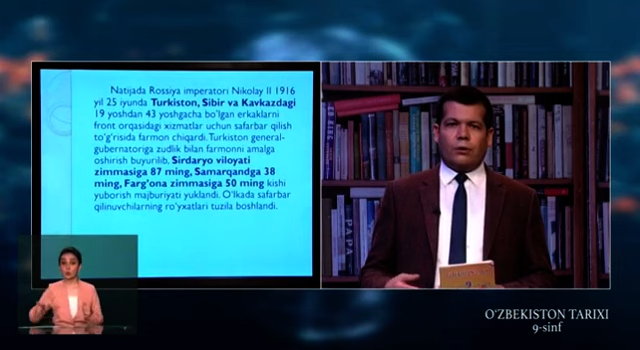 Natijada Rossiya imperatori Nikolay II 1916
yil 25 iyunda Turkiston, Sibir va Kavkazdagi
19 yoshdan 43 yoshgacha bo'lgan erkaklarni
front orqasidagi xizmatlar uchun safarbar qilish
to'g'risida farmon chiqardi. Turkiston general-
gubernatoriga zudlik bilan farmonni amalga
oshirish buyurilib, Sirdaryo viloyati
zimmasiga 87 ming, Samarqandga 38
ming, Farg'ona zimmasiga 50 ming kishi
yuborish majburiyati yuklandi. O'lkada safarbar
qilinuvchilarning ro'yxatlari tuzila boshlandi.
PAPA
O'ZBEKISTON TARIXI
9-sinf